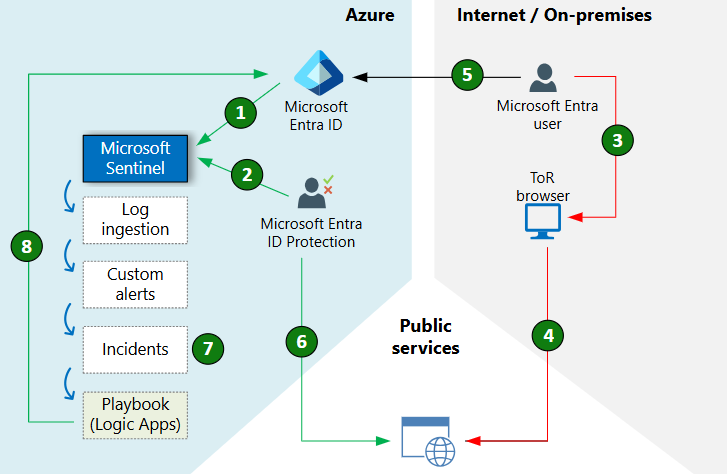 Azure
Internet / On-premises
5
Microsoft
Entra ID
Microsoft Entra
user
1
3
Microsoft
Sentinel
2
ToR
browser
Log
ingestion
Microsoft Entra
ID Protection
8
Custom
alerts
Public
services
Incidents
7
6
4
Playbook
(Logic Apps)